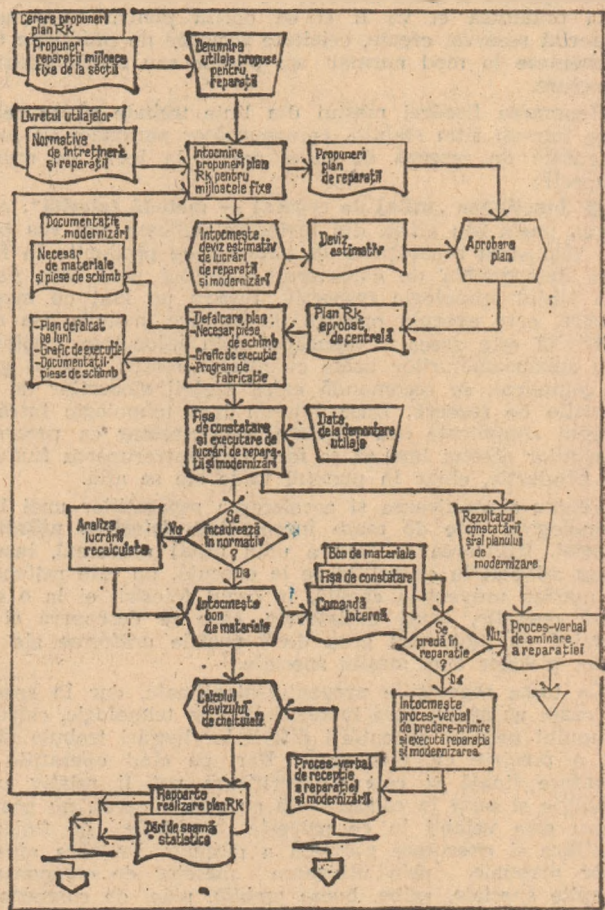 Cerere propuneri
plan RK
Propuneri
reparații mijloace
fixe de la secții
Denumire
utilaje propuse
pentru
reparații
Livretul utilajelor
Normative
de întreținere
și reparații
Întocmire
propuneri plan
RK pentru
mijloacele fixe
Propuneri
plan
de reparații
Documentații
modernizări
Necesar
de materiale
și piese de schimb
Întocmește
deviz estimativ
de lucrări
de reparații
și modernizări
Deviz
estimativ
Aprobare
plan
-Plan defalcat
pe luni
-Grafic de execuție
-Documentații-
piese de schimb
-Defalcare plan
-Necesar piese
de schimb
-Grafic de execuție
-Program de
fabricație
Plan RK
aprobat
de centrală
Fișa
de constatare
și executare de
lucrări de repara-
ții și modernizări
Date
de la demontare
utilaje
Analiza
lucrării
recalculate
Nu
Se
încadrează
în normativ
?
Da
Rezultatul
constatării
și al planului
de modernizare
Bon de materiale
Fișa de constatare
Comandă
internă
Întocmește
bon
de materiale
Se
predă în
reparație
?
Nu
Da
Proces-verbal
de amînare
a reparației
Calculul
devizului
de cheltuieli
Întocmește
proces-verbal
de predare-primire
și execută reparația
și modernizarea
Proces-verbal
de recepție
a reparației
și modernizării
Rapoarte
realizare plan RK
Dări de seamă
statistice